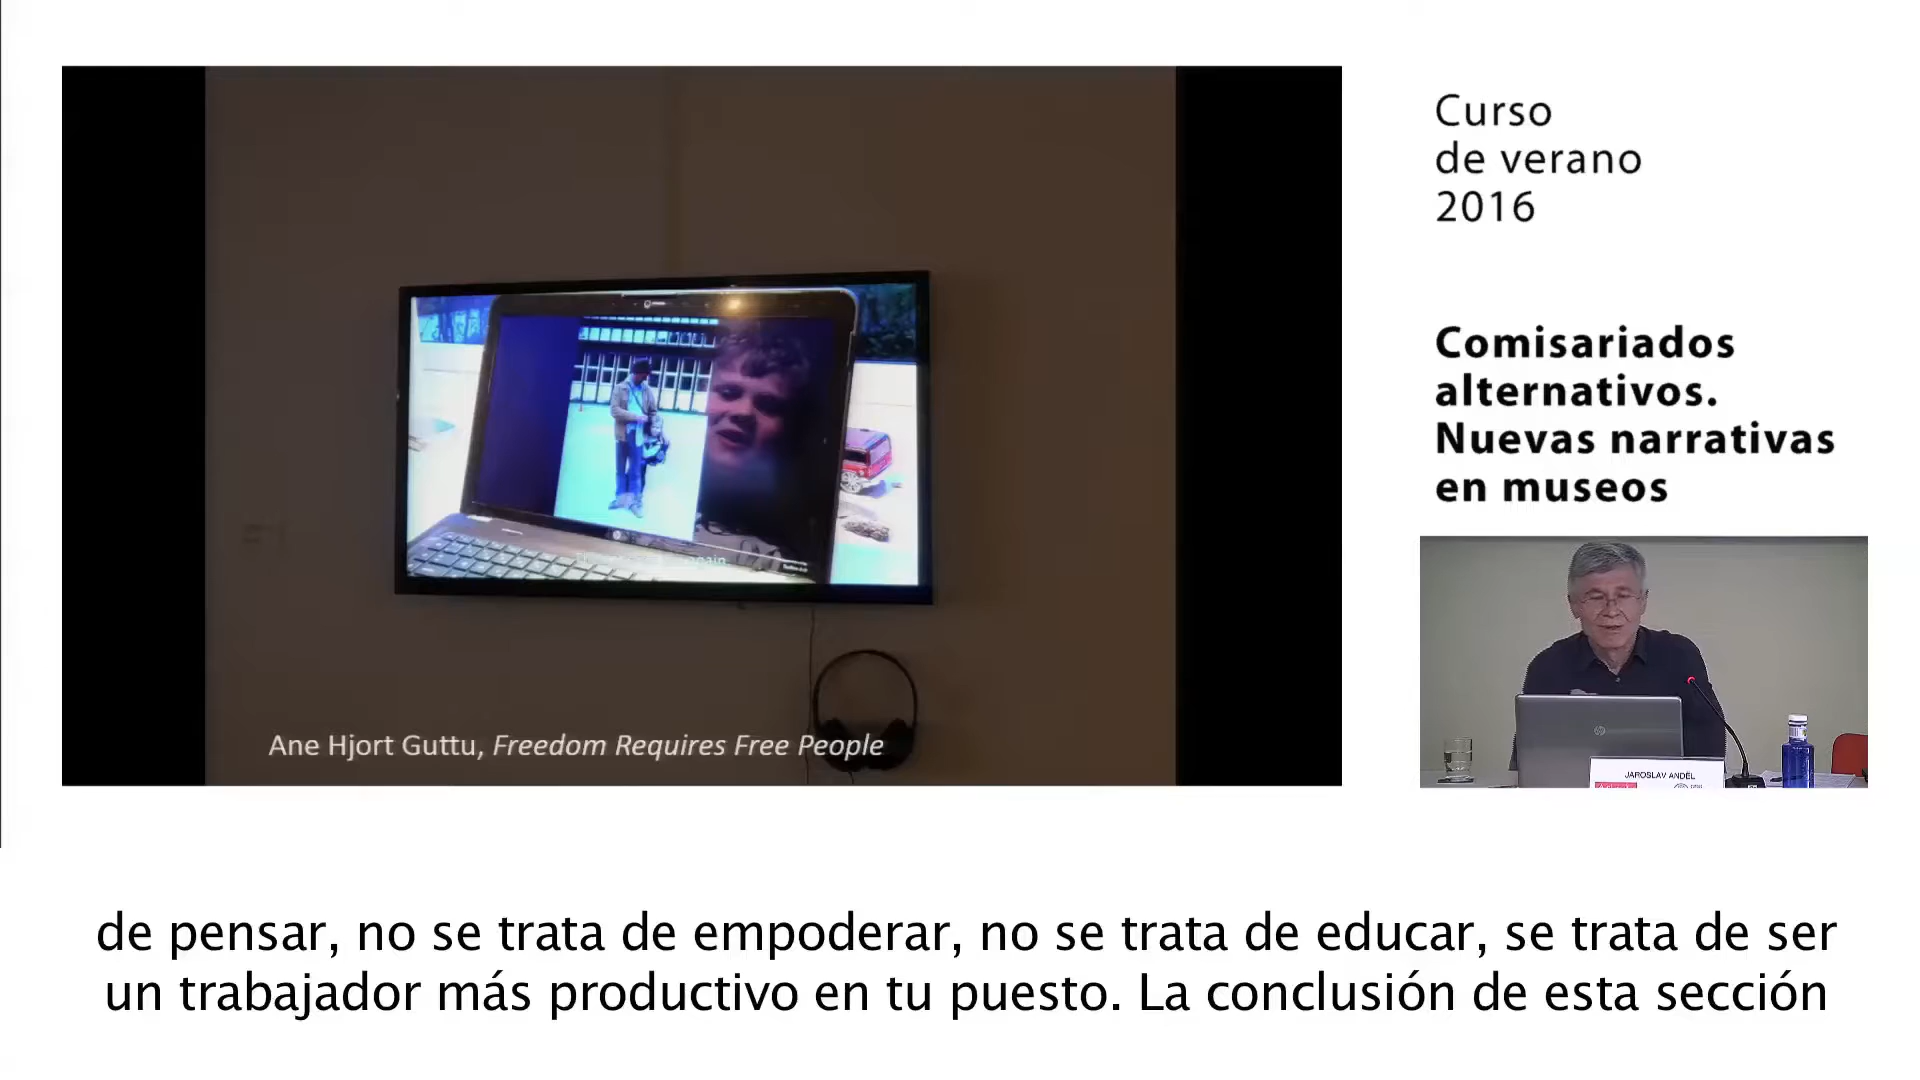 Curso
de verano
2016
Comisariados
alternativos.
Nuevas narrativas
en museos
Ane Hjort Guttu, Freedom Requires Free People
JAROSLAV ANDĚL
de pensar, no se trata de empoderar, no se trata de educar, se trata de ser
un trabajador más productivo en tu puesto. La conclusión de esta sección